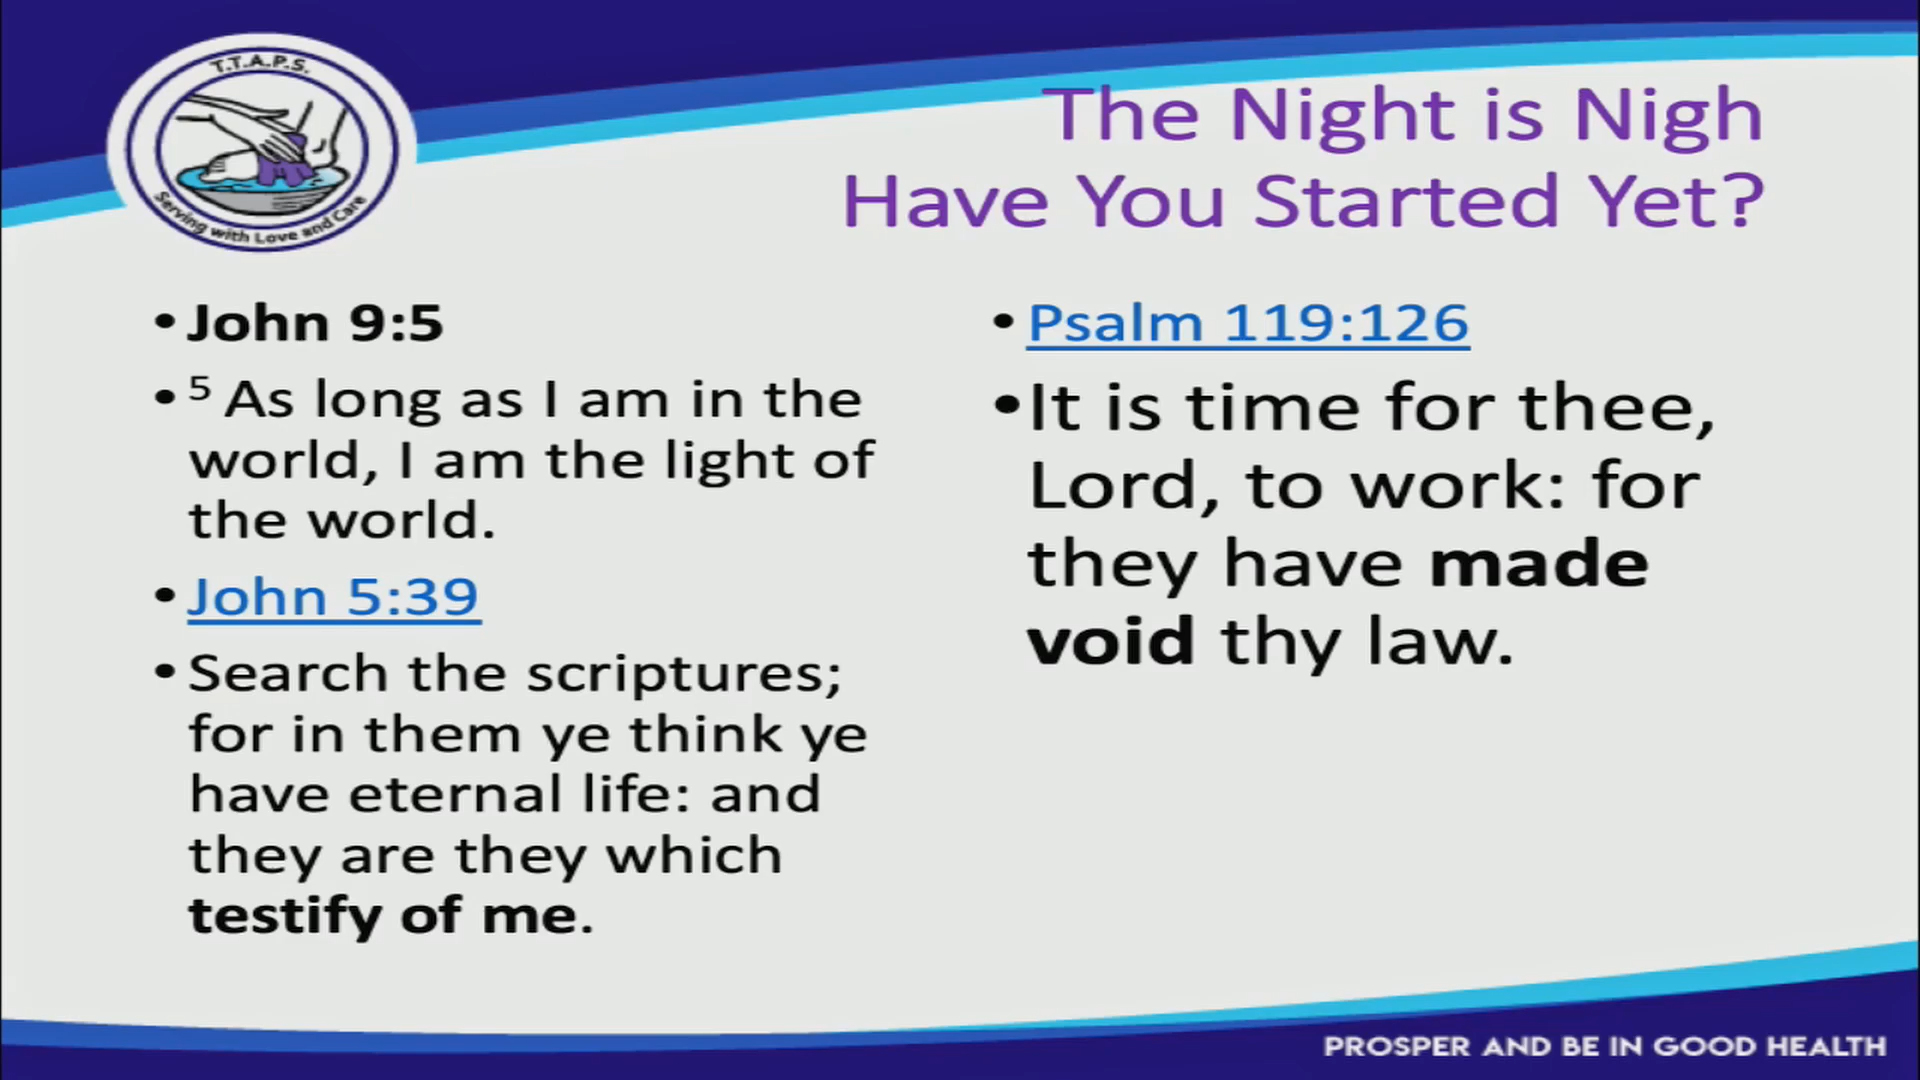 T.T.A.P.S.
Serving with Love and Care
The Night is Nigh
Have You Started Yet?
• John 9:5
• ⁵ As long as I am in the
world, I am the light of
the world.
• John 5:39
• Search the scriptures;
for in them ye think ye
have eternal life: and
they are they which
testify of me.
• Psalm 119:126
• It is time for thee,
Lord, to work: for
they have made
void thy law.
PROSPER AND BE IN GOOD HEALTH